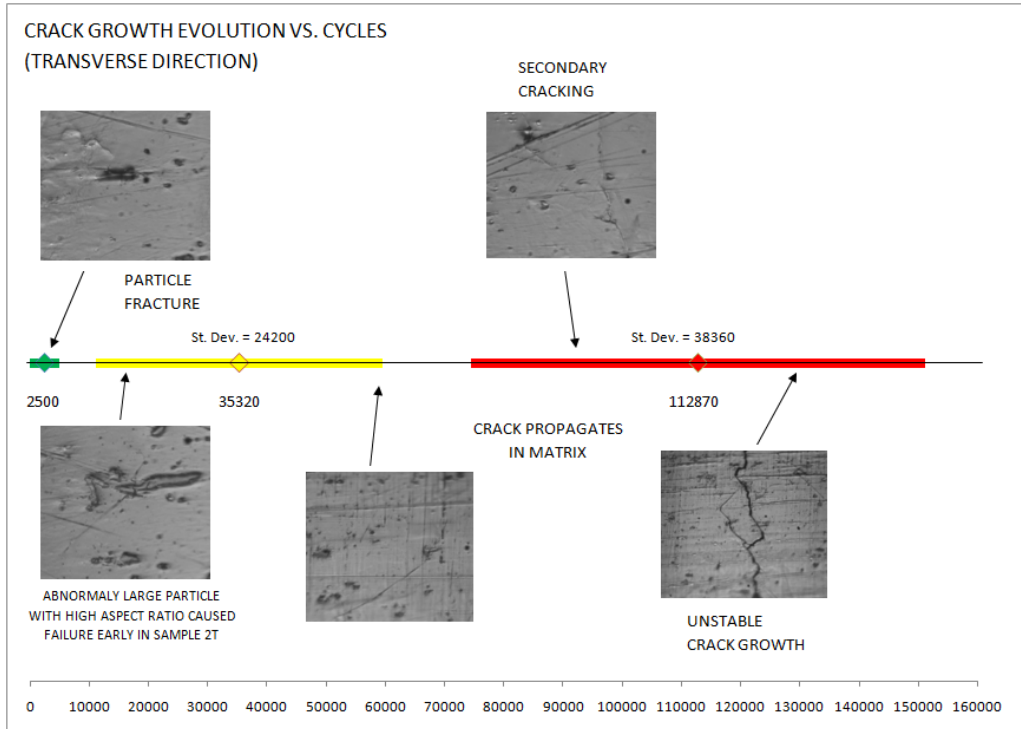 CRACK GROWTH EVOLUTION VS. CYCLES
(TRANSVERSE DIRECTION)
SECONDARY
CRACKING
PARTICLE
FRACTURE
St. Dev. = 24200
St. Dev. = 38360
2500
35320
112870
CRACK PROPAGATES
IN MATRIX
ABNORMALY LARGE PARTICLE
WITH HIGH ASPECT RATIO CAUSED
FAILURE EARLY IN SAMPLE 2T
UNSTABLE
CRACK GROWTH
0 10000 20000 30000 40000 50000 60000 70000 80000 90000 100000 110000 120000 130000 140000 150000 160000